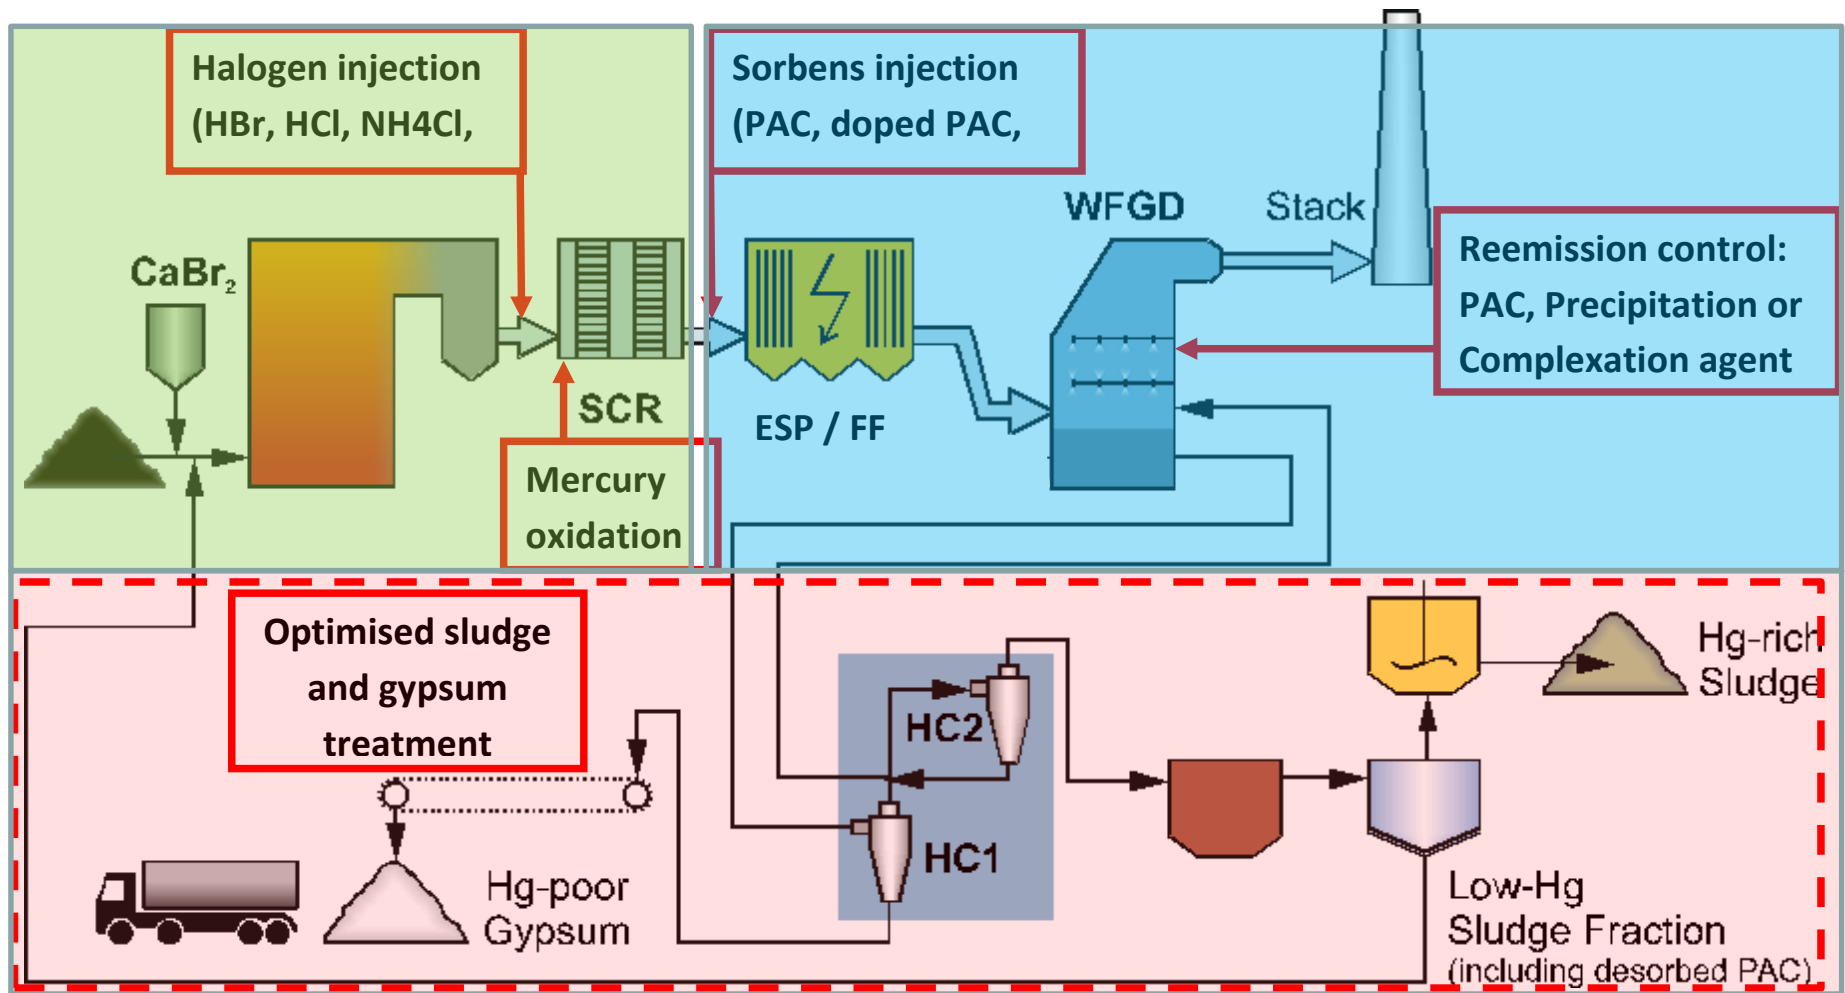 Halogen injection
(HBr, HCl, NH4Cl,
Sorbens injection
(PAC, doped PAC,
WFGD
Stack
Reemission control:
PAC, Precipitation or
Complexation agent
CaBr₂
SCR
ESP / FF
Mercury
oxidation
Optimised sludge
and gypsum
treatment
Hg-rich
Sludge
HC2
HC1
Hg-poor
Gypsum
Low-Hg
Sludge Fraction
(including desorbed PAC)